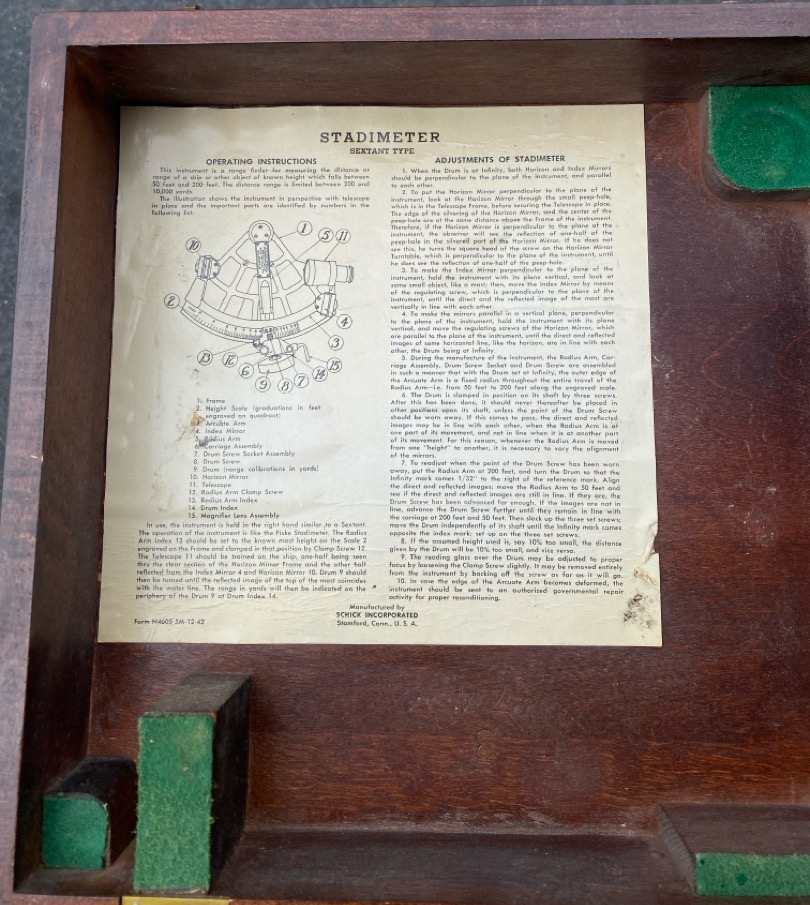 STADIMETER
SEXTANT TYPE
OPERATING INSTRUCTIONS
This instrument is a range finder for measuring the distance or
range of a ship or other object of known height which falls between
50 feet and 200 feet. The distance range is limited between 200 and
10,000 yards.
The illustration shows the instrument in perspective with telescope
in place and the important parts are identified by numbers in the
following list:
1
5
11
10
2
4
3
13
12
6
9
8
7
14
15
1. Frame
2. Height Scale (graduations in feet
engraved on quadrant)
3. Arcuate Arm
4. Index Mirror
5. Radius Arm
6. Carriage Assembly
7. Drum Screw Socket Assembly
8. Drum Screw
9. Drum (range calibrations in yards)
10. Horizon Mirror
11. Telescope
12. Radius Arm Clamp Screw
13. Radius Arm Index
14. Drum Index
15. Magnifier Lens Assembly
In use, the instrument is held in the right hand similar to a Sextant.
The operation of the instrument is like the Fiske Stadimeter. The Radius
Arm Index 13 should be set to the known mast height on the Scale 2
engraved on the Frame and clamped in that position by Clamp Screw 12.
The Telescope 11 should be trained on the ship, one-half being seen
thru the clear section of the Horizon Mirror Frame and the other half
reflected from the Index Mirror 4 and Horizon Mirror 10. Drum 9 should
then be turned until the reflected image of the top of the mast coincides
with the water line. The range in yards will then be indicated on the
periphery of the Drum 9 at Drum Index 14.
Form H4605 5M-12-42
ADJUSTMENTS OF STADIMETER
1. When the Drum is at Infinity, both Horizon and Index Mirrors
should be perpendicular to the plane of the instrument, and parallel
to each other.
2. To put the Horizon Mirror perpendicular to the plane of the
instrument, look at the Horizon Mirror through the small peep-hole,
which is in the Telescope Frame, before securing the Telescope in place.
The edge of the silvering of the Horizon Mirror, and the center of the
peep-hole are at the same distance above the Frame of the instrument.
Therefore, if the Horizon Mirror is perpendicular to the plane of the
instrument, the observer will see the reflection of one-half of the
peep-hole in the silvered part of the Horizon Mirror. If he does not
see this, he turns the square head of the screw on the Horizon Mirror
Turntable, which is perpendicular to the plane of the instrument, until
he does see the reflection of one-half of the peep-hole.
3. To make the Index Mirror perpendicular to the plane of the
instrument, hold the instrument with its plane vertical, and look at
some small object, like a mast; then, move the Index Mirror by means
of the regulating screw, which is perpendicular to the plane of the
instrument, until the direct and the reflected image of the mast are
vertically in line with each other.
4. To make the mirrors parallel in a vertical plane, perpendicular
to the plane of the instrument, hold the instrument with its plane
vertical, and move the regulating screws of the Horizon Mirror, which
are parallel to the plane of the instrument, until the direct and reflected
images of some horizontal line, like the horizon, are in line with each
other, the Drum being at Infinity.
5. During the manufacture of the instrument, the Radius Arm, Car-
riage Assembly, Drum Screw Socket and Drum Screw are assembled
in such a manner that with the Drum set at Infinity, the outer edge of
the Arcuate Arm is a fixed radius throughout the entire travel of the
Radius Arm—i.e. from 50 feet to 200 feet along the engraved scale.
6. The Drum is clamped in position on its shaft by three screws.
After this has been done, it should never thereafter be placed in
other positions upon its shaft, unless the point of the Drum Screw
should be worn away. If this comes to pass, the direct and reflected
images may be in line with each other, when the Radius Arm is at
one part of its movement, and not in line when it is at another part
of its movement. For this reason, whenever the Radius Arm is moved
from one "height" to another, it is necessary to vary the alignment
of the mirrors.
7. To readjust when the point of the Drum Screw has been worn
away, put the Radius Arm at 200 feet, and turn the Drum so that the
Infinity mark comes 1/32" to the right of the reference mark. Align
the direct and reflected images; move the Radius Arm to 50 feet and
see if the direct and reflected images are still in line. If they are, the
Drum Screw has been advanced far enough. If the images are not in
line, advance the Drum Screw further until they remain in line with
the carriage at 200 feet and 50 feet. Then slack up the three set screws;
move the Drum independently of its shaft until the Infinity mark comes
opposite the index mark; set up on the three set screws.
8. If the assumed height used is, say 10% too small, the distance
given by the Drum will be 10% too small, and vice versa.
9. The reading glass over the Drum may be adjusted to proper
focus by loosening the Clamp Screw slightly. It may be removed entirely
from the instrument by backing off the screw as far as it will go.
10. In case the edge of the Arcuate Arm becomes deformed, the
instrument should be sent to an authorized governmental repair
activity for proper reconditioning.
Manufactured by
SCHICK INCORPORATED
Stamford, Conn., U. S. A.